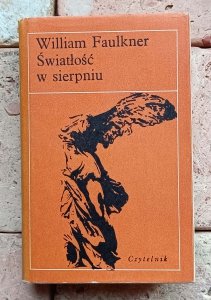 William Faulkner
Światłość
w sierpniu
Czytelnik